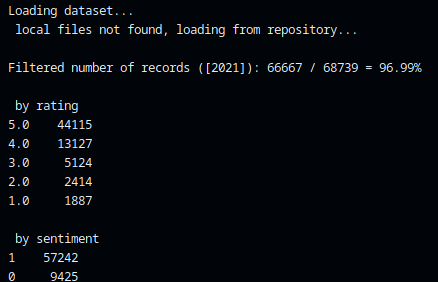 Loading dataset...
local files not found, loading from repository...
Filtered number of records ([2021]): 66667 / 68739 = 96.99%
by rating
5.0 44115
4.0 13127
3.0 5124
2.0 2414
1.0 1887
by sentiment
1 57242
0 9425